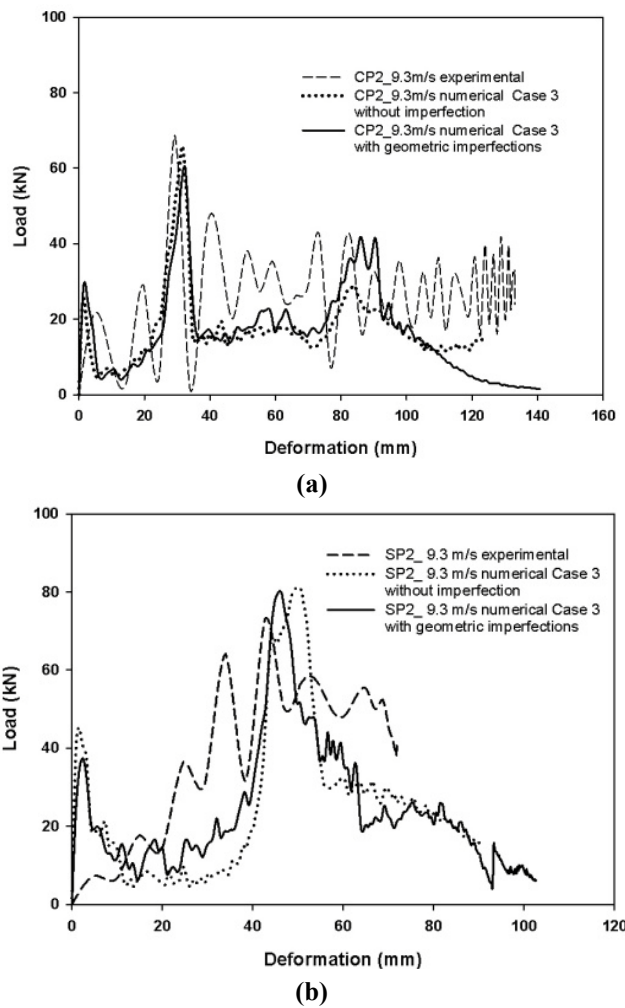 100
80
60
40
20
0
Load (kN)
CP2_9.3m/s experimental
CP2_9.3m/s numerical Case 3
without imperfection
CP2_9.3m/s numerical Case 3
with geometric imperfections
0 20 40 60 80 100 120 140 160
Deformation (mm)
(a)
100
80
60
40
20
0
Load (kN)
SP2_ 9.3 m/s experimental
SP2_ 9.3 m/s numerical Case 3
without imperfection
SP2_ 9.3 m/s numerical Case 3
with geometric imperfections
0 20 40 60 80 100 120
Deformation (mm)
(b)